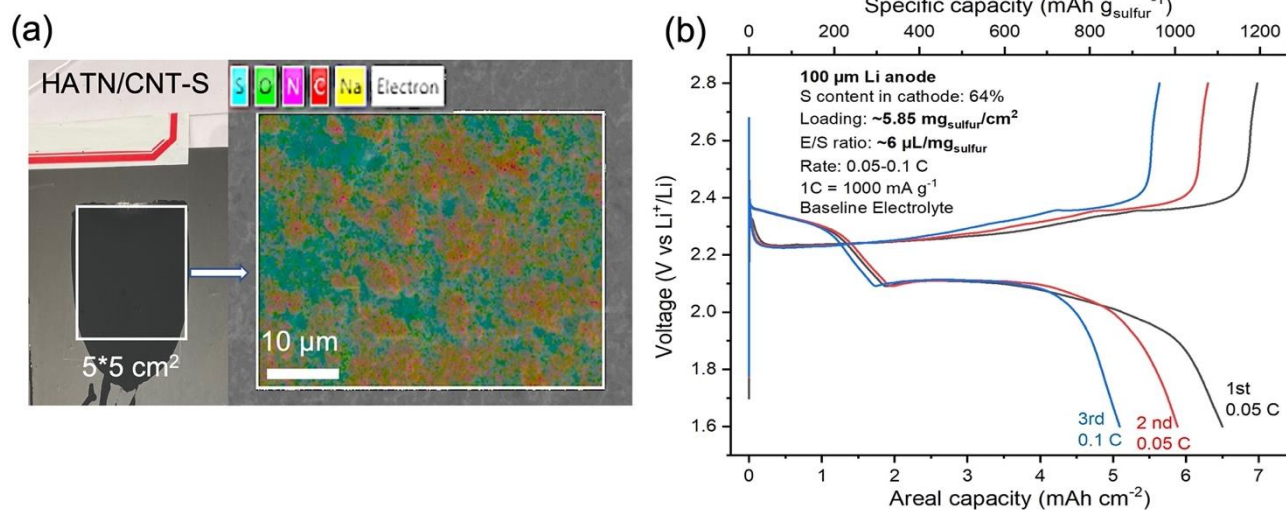 (a)
HATN/CNT-S
S O N C Na Electron
5*5 cm²
10 μm
(b)
Specific capacity (mAh g_sulfur⁻¹)
0 200 400 600 800 1000 1200
Voltage (V vs Li⁺/Li)
2.8
2.6
2.4
2.2
2.0
1.8
1.6
100 μm Li anode
S content in cathode: 64%
Loading: ~5.85 mg_sulfur/cm²
E/S ratio: ~6 μL/mg_sulfur
Rate: 0.05-0.1 C
1C = 1000 mA g⁻¹
Baseline Electrolyte
1st
0.05 C
2 nd
0.05 C
3rd
0.1 C
0 1 2 3 4 5 6 7
Areal capacity (mAh cm⁻²)